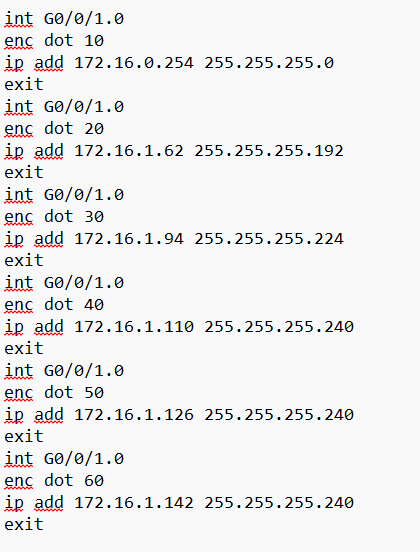 int G0/0/1.0
enc dot 10
ip add 172.16.0.254 255.255.255.0
exit
int G0/0/1.0
enc dot 20
ip add 172.16.1.62 255.255.255.192
exit
int G0/0/1.0
enc dot 30
ip add 172.16.1.94 255.255.255.224
exit
int G0/0/1.0
enc dot 40
ip add 172.16.1.110 255.255.255.240
exit
int G0/0/1.0
enc dot 50
ip add 172.16.1.126 255.255.255.240
exit
int G0/0/1.0
enc dot 60
ip add 172.16.1.142 255.255.255.240
exit